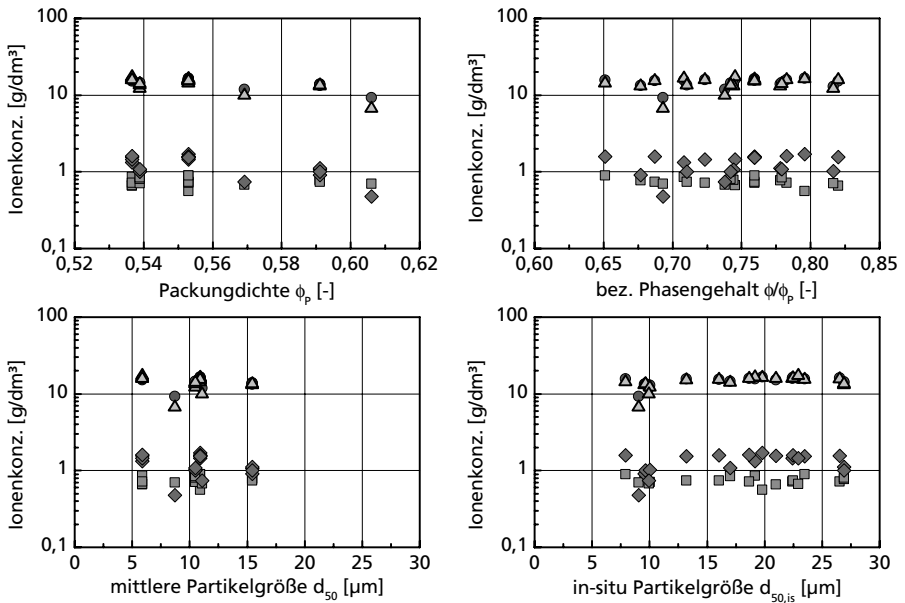 Ionenkonz. [g/dm³]
100
10
1
0,1
0,52 0,54 0,56 0,58 0,60 0,62
Packungdichte ϕP [-]
Ionenkonz. [g/dm³]
100
10
1
0,1
0,60 0,65 0,70 0,75 0,80 0,85
bez. Phasengehalt ϕ/ϕP [-]
Ionenkonz. [g/dm³]
100
10
1
0,1
0 5 10 15 20 25 30
mittlere Partikelgröße d50 [µm]
Ionenkonz. [g/dm³]
100
10
1
0,1
0 5 10 15 20 25 30
in-situ Partikelgröße d50,is [µm]